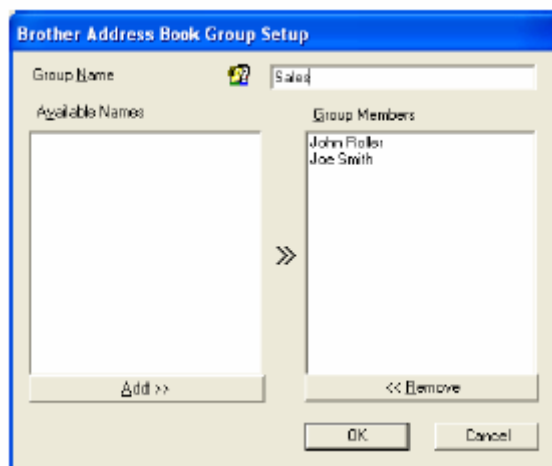 Brother Address Book Group Setup
Group Name
Sales
Available Names
Group Members
John Roller
Joe Smith
Add >>
<< Remove
OK
Cancel